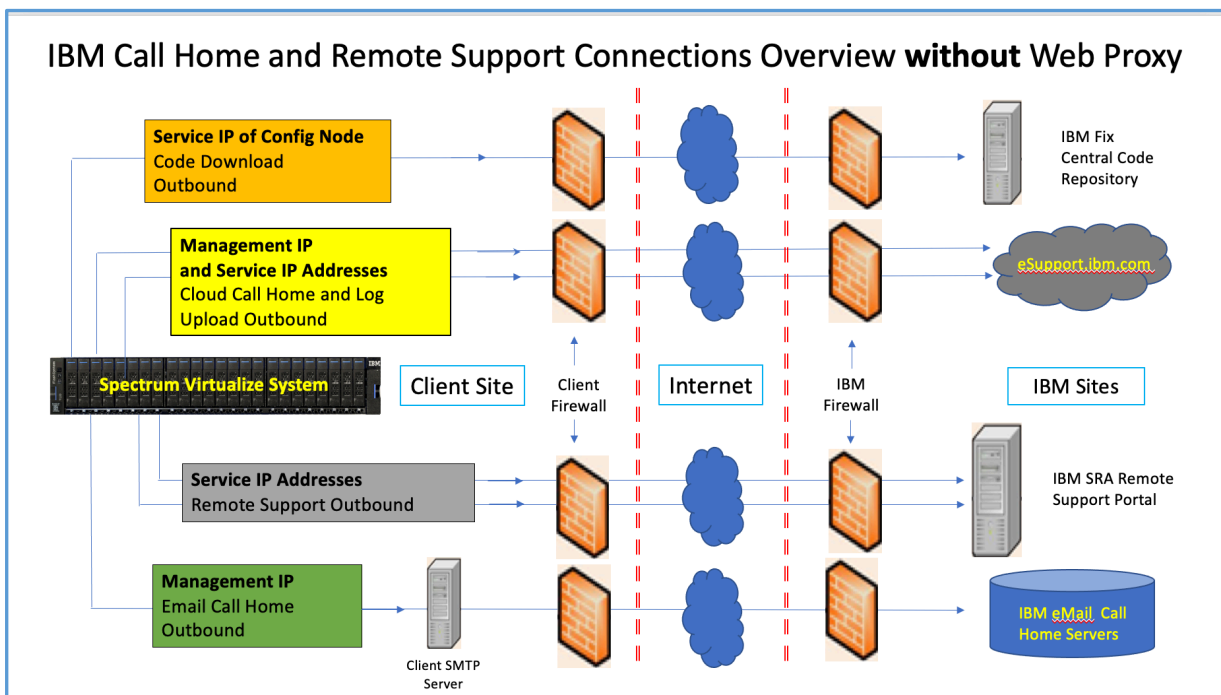 IBM Call Home and Remote Support Connections Overview without Web Proxy
Service IP of Config Node
Code Download
Outbound
IBM Fix
Central Code
Repository
Management IP
and Service IP Addresses
Cloud Call Home and Log
Upload Outbound
eSupport.ibm.com
IBM
Spectrum Virtualize System
Client Site
Client
Firewall
Internet
IBM
Firewall
IBM Sites
Service IP Addresses
Remote Support Outbound
IBM SRA Remote
Support Portal
Management IP
Email Call Home
Outbound
Client SMTP
Server
IBM eMail Call
Home Servers